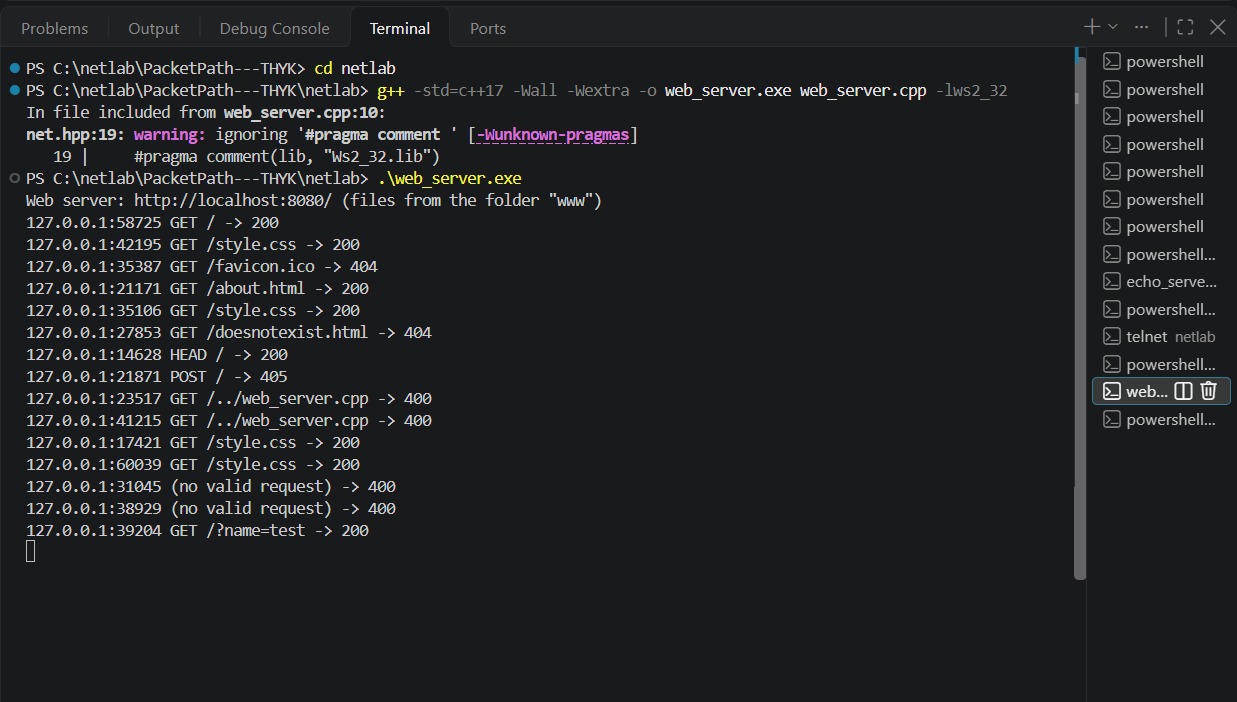 Problems Output Debug Console Terminal Ports
PS C:\netlab\PacketPath---THYK> cd netlab
PS C:\netlab\PacketPath---THYK\netlab> g++ -std=c++17 -Wall -Wextra -o web_server.exe web_server.cpp -lws2_32
In file included from web_server.cpp:10:
net.hpp:19: warning: ignoring '#pragma comment ' [-Wunknown-pragmas]
   19 |     #pragma comment(lib, "Ws2_32.lib")
PS C:\netlab\PacketPath---THYK\netlab> .\web_server.exe
Web server: http://localhost:8080/ (files from the folder "www")
127.0.0.1:58725 GET / -> 200
127.0.0.1:42195 GET /style.css -> 200
127.0.0.1:35387 GET /favicon.ico -> 404
127.0.0.1:21171 GET /about.html -> 200
127.0.0.1:35106 GET /style.css -> 200
127.0.0.1:27853 GET /doesnotexist.html -> 404
127.0.0.1:14628 HEAD / -> 200
127.0.0.1:21871 POST / -> 405
127.0.0.1:23517 GET /../web_server.cpp -> 400
127.0.0.1:41215 GET /../web_server.cpp -> 400
127.0.0.1:17421 GET /style.css -> 200
127.0.0.1:60039 GET /style.css -> 200
127.0.0.1:31045 (no valid request) -> 400
127.0.0.1:38929 (no valid request) -> 400
127.0.0.1:39204 GET /?name=test -> 200
powershell
powershell
powershell
powershell
powershell
powershell
powershell
powershell...
echo_serve...
powershell...
telnet netlab
powershell...
web...
powershell...